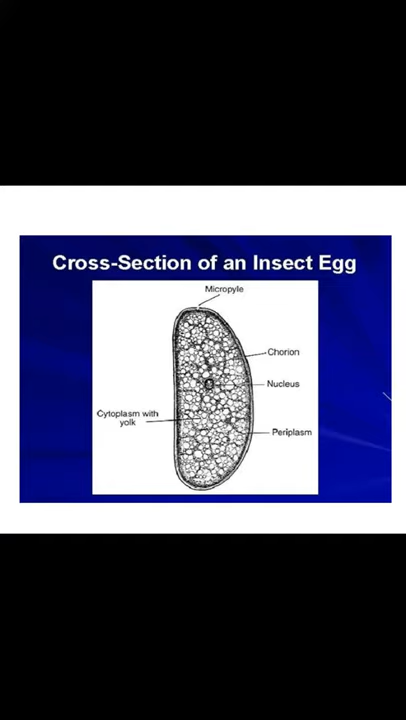 Cross-Section of an Insect Egg
Micropyle
Chorion
Nucleus
Cytoplasm with
yolk
Periplasm